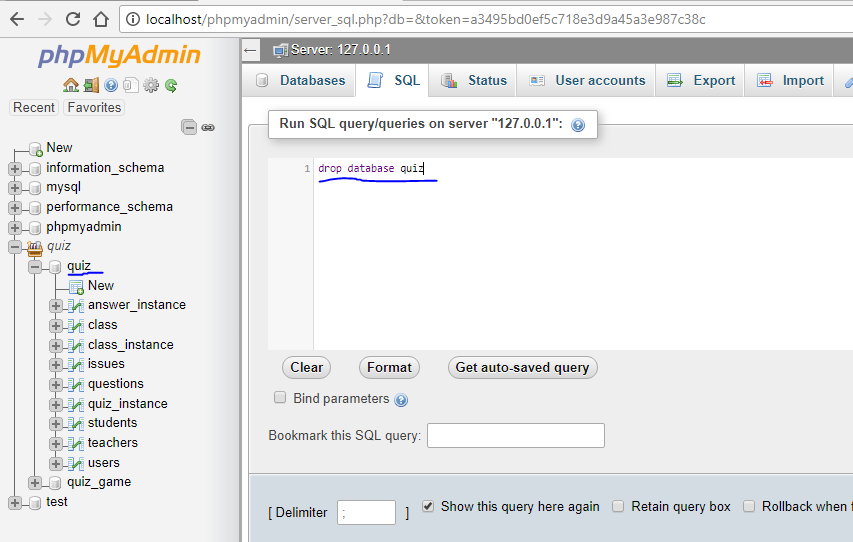 localhost/phpmyadmin/server_sql.php?db=&token=a3495bd0ef5c718e3d9a45a3e987c38c
phpMyAdmin
Recent Favorites
New
information_schema
mysql
performance_schema
phpmyadmin
quiz
quiz
New
answer_instance
class
class_instance
issues
questions
quiz_instance
students
teachers
users
quiz_game
test
Server: 127.0.0.1
Databases SQL Status User accounts Export Import
Run SQL query/queries on server "127.0.0.1":
1 drop database quiz
Clear Format Get auto-saved query
Bind parameters
Bookmark this SQL query:
[ Delimiter ; ] Show this query here again Retain query box Rollback when